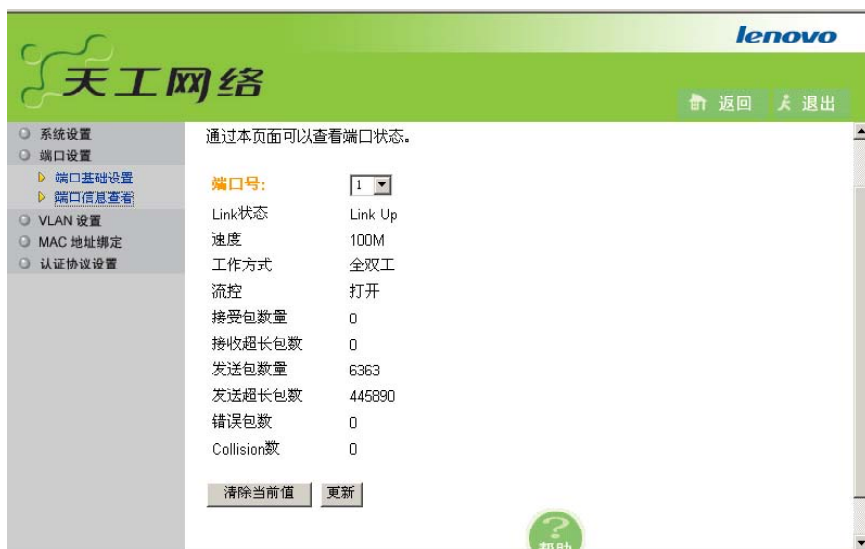 lenovo
天工网络
返回 退出
系统设置
端口设置
端口基础设置
端口信息查看
VLAN 设置
MAC 地址绑定
认证协议设置
通过本页面可以查看端口状态。
端口号: 1
Link状态 Link Up
速度 100M
工作方式 全双工
流控 打开
接受包数量 0
接收超长包数 0
发送包数量 6363
发送超长包数 445890
错误包数 0
Collision数 0
清除当前值 更新
帮助